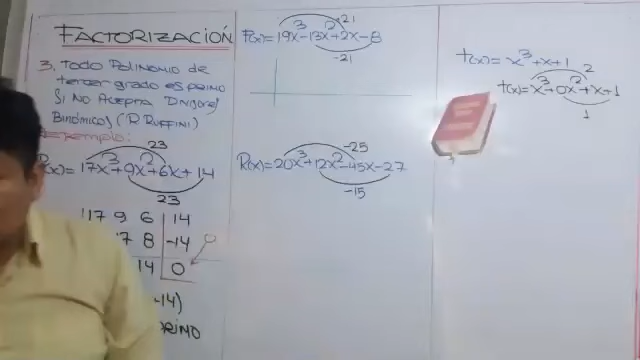 FACTORIZACIÓN
3. TODO POLINOMIO DE
TERCER GRADO ES PRIMO
SI NO ACEPTA DIVISORES
BINÓMICOS (R RUFFINI)
EJEMPLO:
23
P(x)=17x³+9x²+6x+14
23
17 9 6 14
7 8 -14
14 0
+14)
PRIMO
-21
P(x)=19x³-13x²+2x-8
-21
-25
R(x)=20x³+12x²-45x-27
-15
t(x)=x³+x+1
2
t(x)=x³+0x²+x+1
1